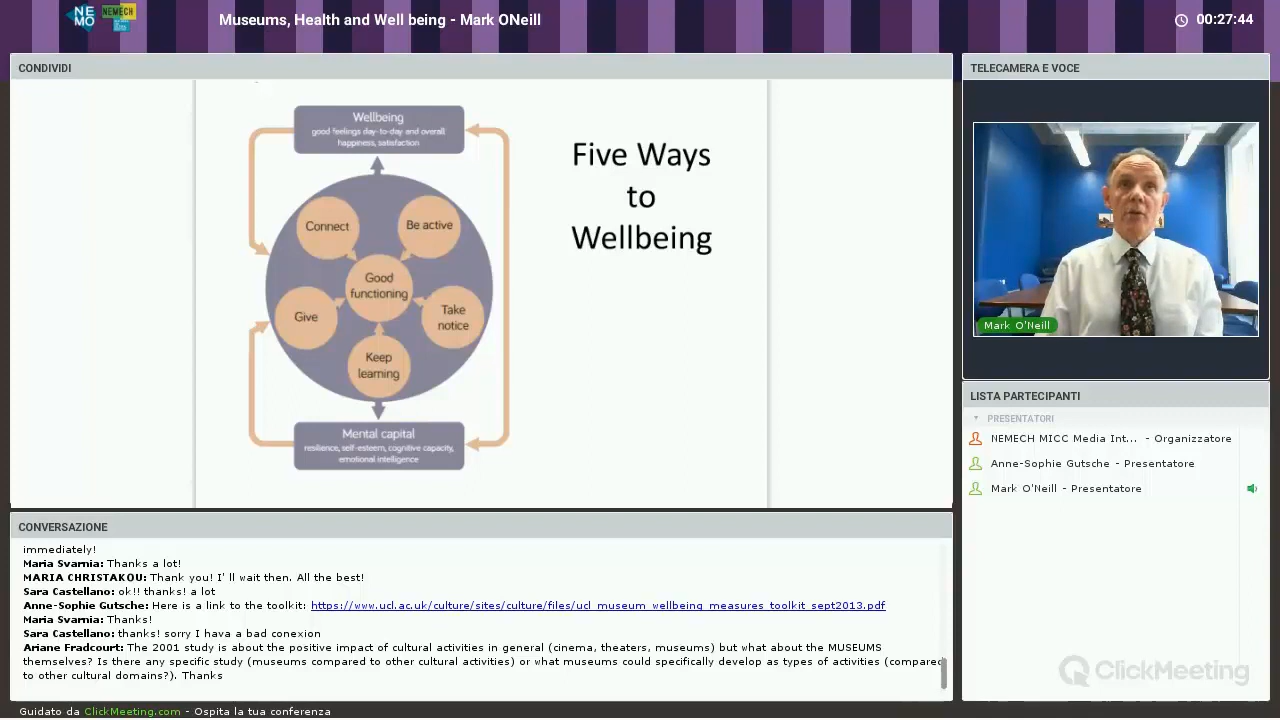 NE
MO
NEMECH
Museums, Health and Well being - Mark ONeill
00:27:44
CONDIVIDI
Wellbeing
good feelings day-to-day and overall
happiness, satisfaction
Connect
Be active
Good
functioning
Give
Take
notice
Keep
learning
Mental capital
resilience, self-esteem, cognitive capacity,
emotional intelligence
Five Ways
to
Wellbeing
TELECAMERA E VOCE
Mark O'Neill
LISTA PARTECIPANTI
PRESENTATORI
NEMECH MICC Media Int... - Organizzatore
Anne-Sophie Gutsche - Presentatore
Mark O'Neill - Presentatore
CONVERSAZIONE
immediately!
Maria Svarnia: Thanks a lot!
MARIA CHRISTAKOU: Thank you! I' ll wait then. All the best!
Sara Castellano: ok!! thanks! a lot
Anne-Sophie Gutsche: Here is a link to the toolkit: https://www.ucl.ac.uk/culture/sites/culture/files/ucl_museum_wellbeing_measures_toolkit_sept2013.pdf
Maria Svarnia: Thanks!
Sara Castellano: thanks! sorry I hava a bad conexion
Ariane Fradcourt: The 2001 study is about the positive impact of cultural activities in general (cinema, theaters, museums) but what about the MUSEUMS
themselves? Is there any specific study (museums compared to other cultural activities) or what museums could specifically develop as types of activities (compared
to other cultural domains?). Thanks
ClickMeeting
Guidato da ClickMeeting.com - Ospita la tua conferenza